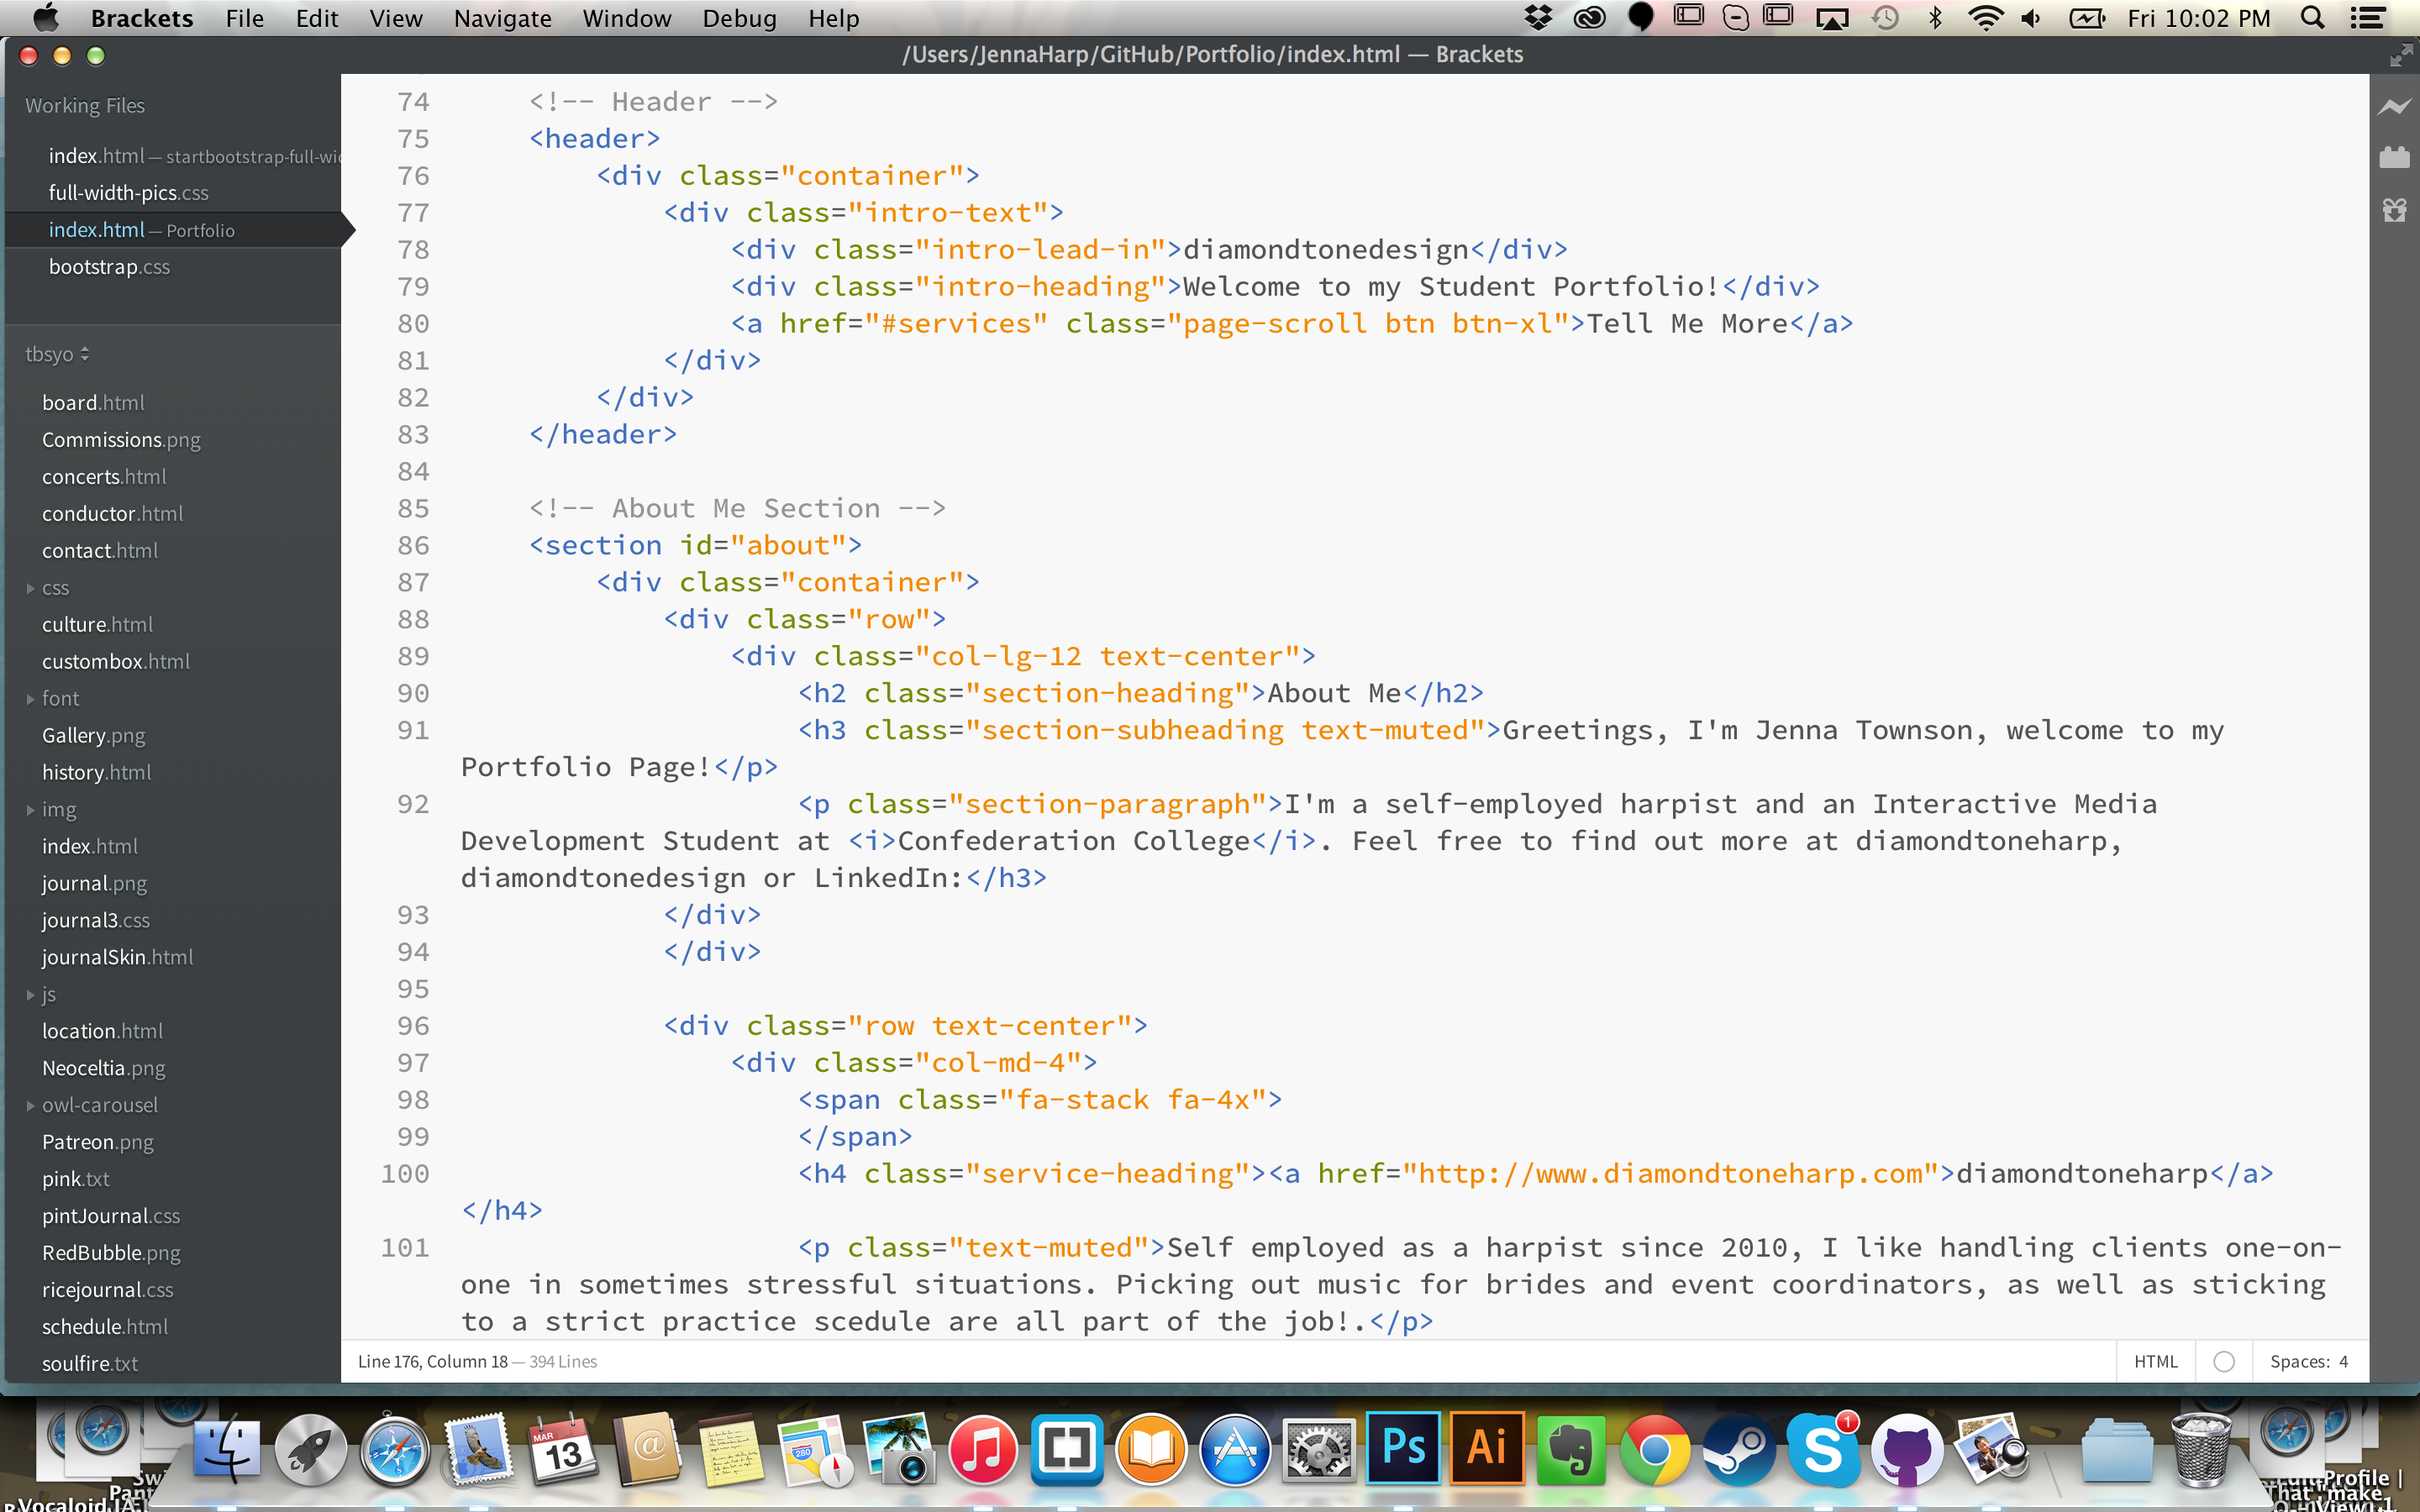 Brackets File Edit View Navigate Window Debug Help Fri 10:02 PM
/Users/JennaHarp/GitHub/Portfolio/index.html — Brackets
Working Files
index.html — startbootstrap-full-wi
full-width-pics.css
index.html — Portfolio
bootstrap.css
tbsyo
board.html
Commissions.png
concerts.html
conductor.html
contact.html
css
culture.html
custombox.html
font
Gallery.png
history.html
img
index.html
journal.png
journal3.css
journalSkin.html
js
location.html
Neoceltia.png
owl-carousel
Patreon.png
pink.txt
pintJournal.css
RedBubble.png
ricejournal.css
schedule.html
soulfire.txt
74 <!-- Header -->
75 <header>
76 <div class="container">
77 <div class="intro-text">
78 <div class="intro-lead-in">diamondtonedesign</div>
79 <div class="intro-heading">Welcome to my Student Portfolio!</div>
80 <a href="#services" class="page-scroll btn btn-xl">Tell Me More</a>
81 </div>
82 </div>
83 </header>
84
85 <!-- About Me Section -->
86 <section id="about">
87 <div class="container">
88 <div class="row">
89 <div class="col-lg-12 text-center">
90 <h2 class="section-heading">About Me</h2>
91 <h3 class="section-subheading text-muted">Greetings, I'm Jenna Townson, welcome to my
Portfolio Page!</p>
92 <p class="section-paragraph">I'm a self-employed harpist and an Interactive Media
Development Student at <i>Confederation College</i>. Feel free to find out more at diamondtoneharp,
diamondtonedesign or LinkedIn:</h3>
93 </div>
94 </div>
95
96 <div class="row text-center">
97 <div class="col-md-4">
98 <span class="fa-stack fa-4x">
99 </span>
100 <h4 class="service-heading"><a href="http://www.diamondtoneharp.com">diamondtoneharp</a>
</h4>
101 <p class="text-muted">Self employed as a harpist since 2010, I like handling clients one-on-
one in sometimes stressful situations. Picking out music for brides and event coordinators, as well as sticking
to a strict practice scedule are all part of the job!.</p>
Line 176, Column 18 — 394 Lines
HTML
Spaces: 4
MAR
13
@
280
Ps
Ai
S
1
Profile |
That make